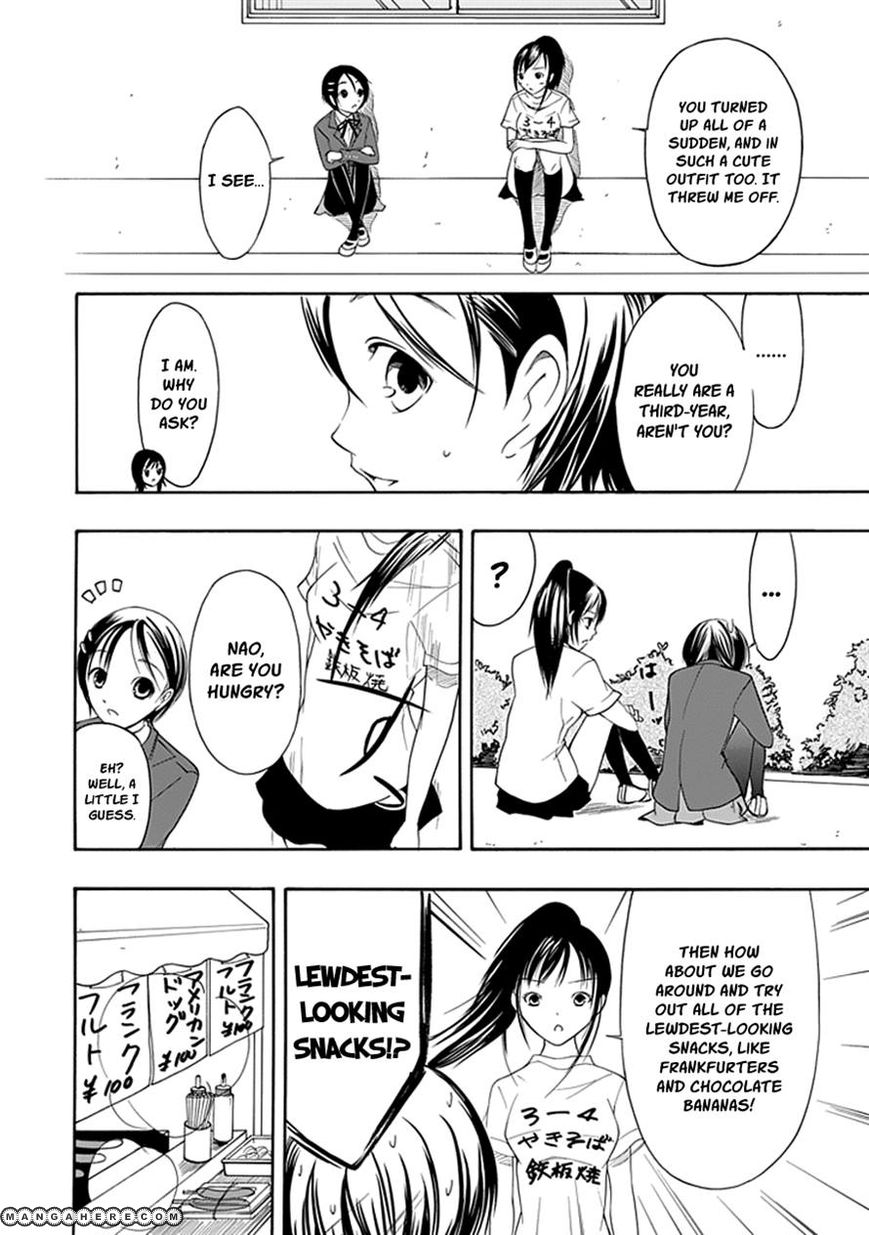 YOU TURNED
UP ALL OF A
SUDDEN, AND IN
SUCH A CUTE
OUTFIT TOO. IT
THREW ME OFF.
3-4
I SEE...
......
YOU
REALLY ARE A
THIRD-YEAR,
AREN'T YOU?
I AM.
WHY
DO YOU
ASK?
...
?
はーっ
3-4
やきそば
鉄板焼
NAO,
ARE YOU
HUNGRY?
EH?
WELL, A
LITTLE I
GUESS.
THEN HOW
ABOUT WE GO
AROUND AND TRY
OUT ALL OF THE
LEWDEST-LOOKING
SNACKS, LIKE
FRANKFURTERS
AND CHOCOLATE
BANANAS!
3-4
やきそば
鉄板焼
LEWDEST-
LOOKING
SNACKS!?
フランク
フルト
¥100
アメリカン
ドッグ
¥100
フランク
フルト
¥100
MANGAHERE.COM